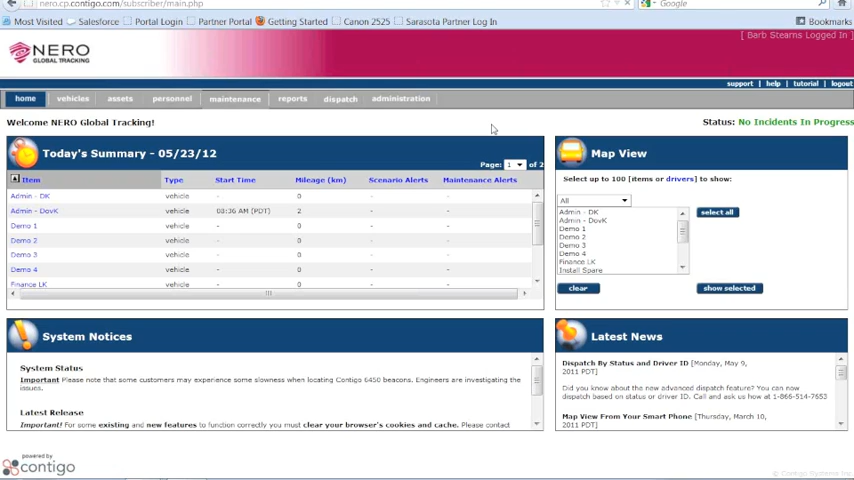 nero.cp.contigo.com/subscriber/main.php
Google
Most Visited
Salesforce
Portal Login
Partner Portal
Getting Started
Canon 2525
Sarasota Partner Log In
Bookmarks
[ Barb Stearns Logged In ]
NERO
GLOBAL TRACKING
support | help | tutorial | logout
home
vehicles
assets
personnel
maintenance
reports
dispatch
administration
Welcome NERO Global Tracking!
Status: No Incidents In Progress
Today's Summary - 05/23/12
Page: 1 of 2
Item Type Start Time Mileage (km) Scenario Alerts Maintenance Alerts
Admin - DK vehicle - 0 - -
Admin - DovK vehicle 08:36 AM (PDT) 2 - -
Demo 1 vehicle - 0 - -
Demo 2 vehicle - 0 - -
Demo 3 vehicle - 0 - -
Demo 4 vehicle - 0 - -
Finance LK vehicle - 0 - -
Map View
Select up to 100 [items or drivers] to show:
All
Admin - DK
Admin - DovK
Demo 1
Demo 2
Demo 3
Demo 4
Finance LK
Install Spare
select all
clear
show selected
System Notices
System Status
Important Please note that some customers may experience some slowness when locating Contigo 6450 beacons. Engineers are investigating the
issues.
Latest Release
Important! For some existing and new features to function correctly you must clear your browser's cookies and cache. Please contact
Latest News
Dispatch By Status and Driver ID [Monday, May 9,
2011 PDT]
Did you know about the new advanced dispatch feature? You can now
dispatch based on status or driver ID. Call and ask us how at 1-866-514-7653
Map View From Your Smart Phone [Thursday, March 10,
2011 PDT]
powered by
contigo
© Contigo Systems Inc.